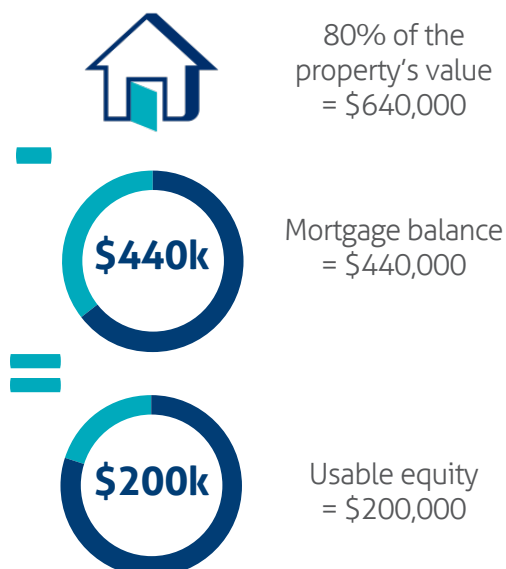 80% of the
property’s value
= $640,000
$440k
Mortgage balance
= $440,000
$200k
Usable equity
= $200,000